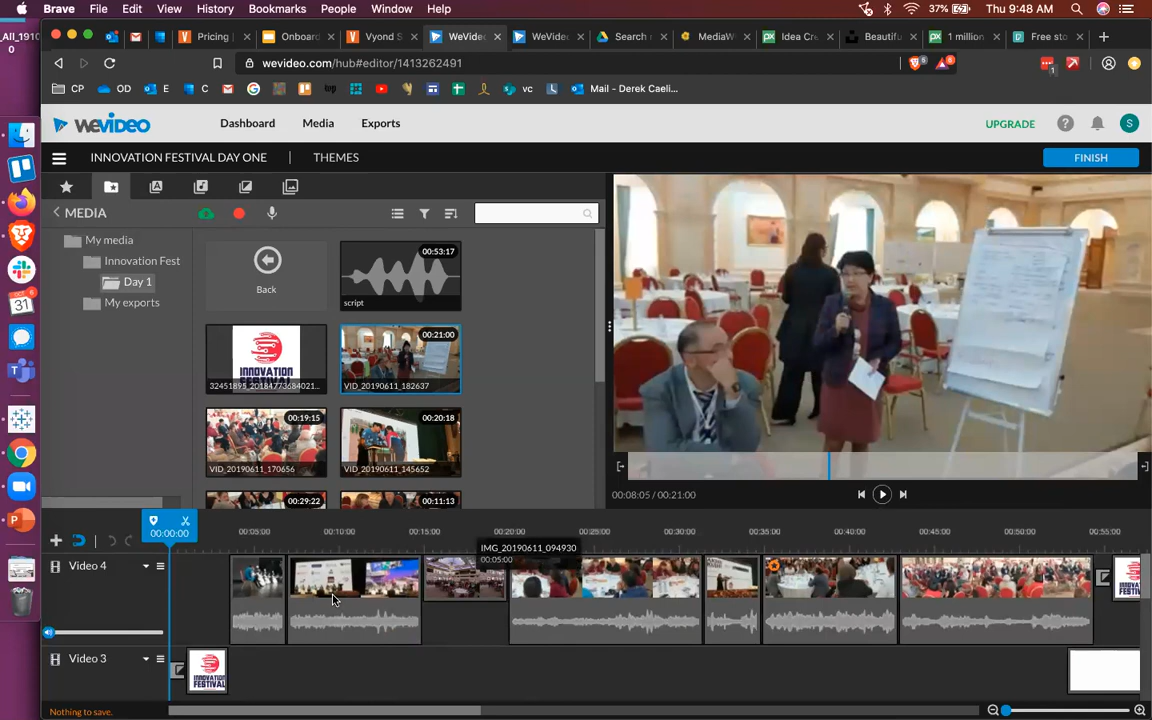 Brave File Edit View History Bookmarks People Window Help 37% Thu 9:48 AM
_All_1910
0
Pricing Onboard Vyond S WeVideo WeVideo Search MediaW Idea Cre Beautifu 1 million Free sto
wevideo.com/hub#editor/1413262491
CP OD E C vc Mail - Derek Caeli...
wevideo Dashboard Media Exports UPGRADE S
INNOVATION FESTIVAL DAY ONE THEMES FINISH
MEDIA
My media
Innovation Fest
Day 1
My exports
Back
00:53:17
script
INNOVATION
FESTIVAL
32451895_20184773684021...
00:21:00
VID_20190611_182637
00:19:15
VID_20190611_170656
00:20:18
VID_20190611_145652
00:29:22
00:11:13
00:08:05 / 00:21:00
00:00:00
00:05:00 00:10:00 00:15:00 00:20:00 00:25:00 00:30:00 00:35:00 00:40:00 00:45:00 00:50:00 00:55:00
IMG_20190611_094930
00:05:00
Video 4
Video 3
INNOVATION
FESTIVAL
Nothing to save.